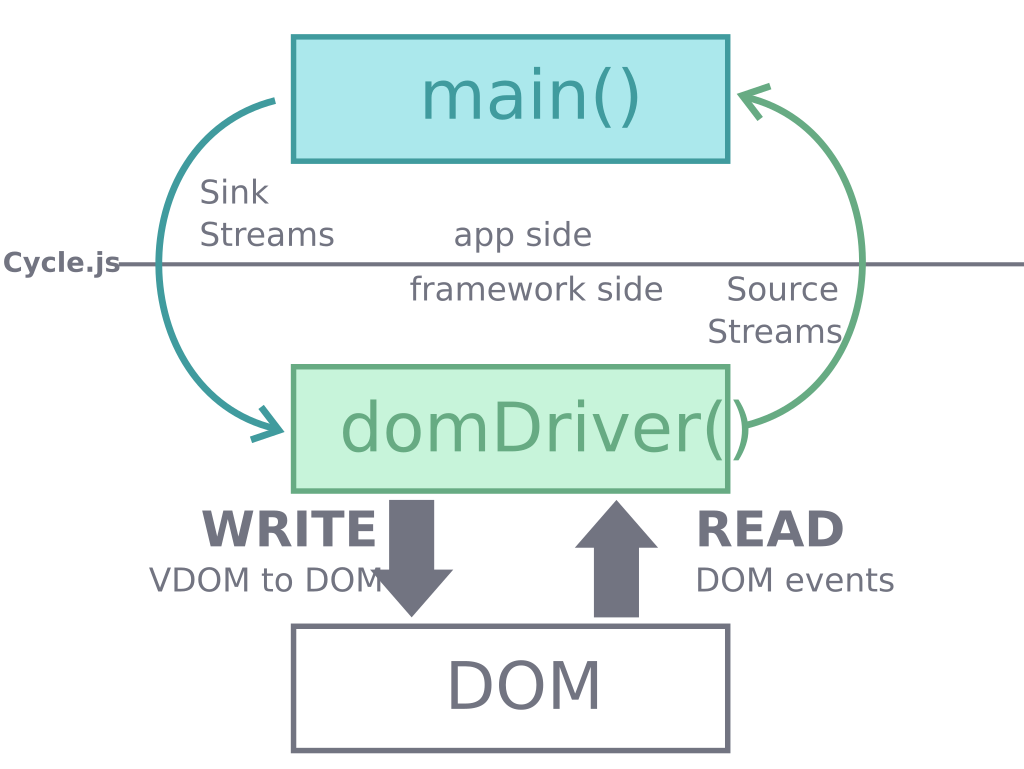 main()
Sink
Streams
app side
Cycle.js
framework side
Source
Streams
domDriver()
WRITE
VDOM to DOM
READ
DOM events
DOM